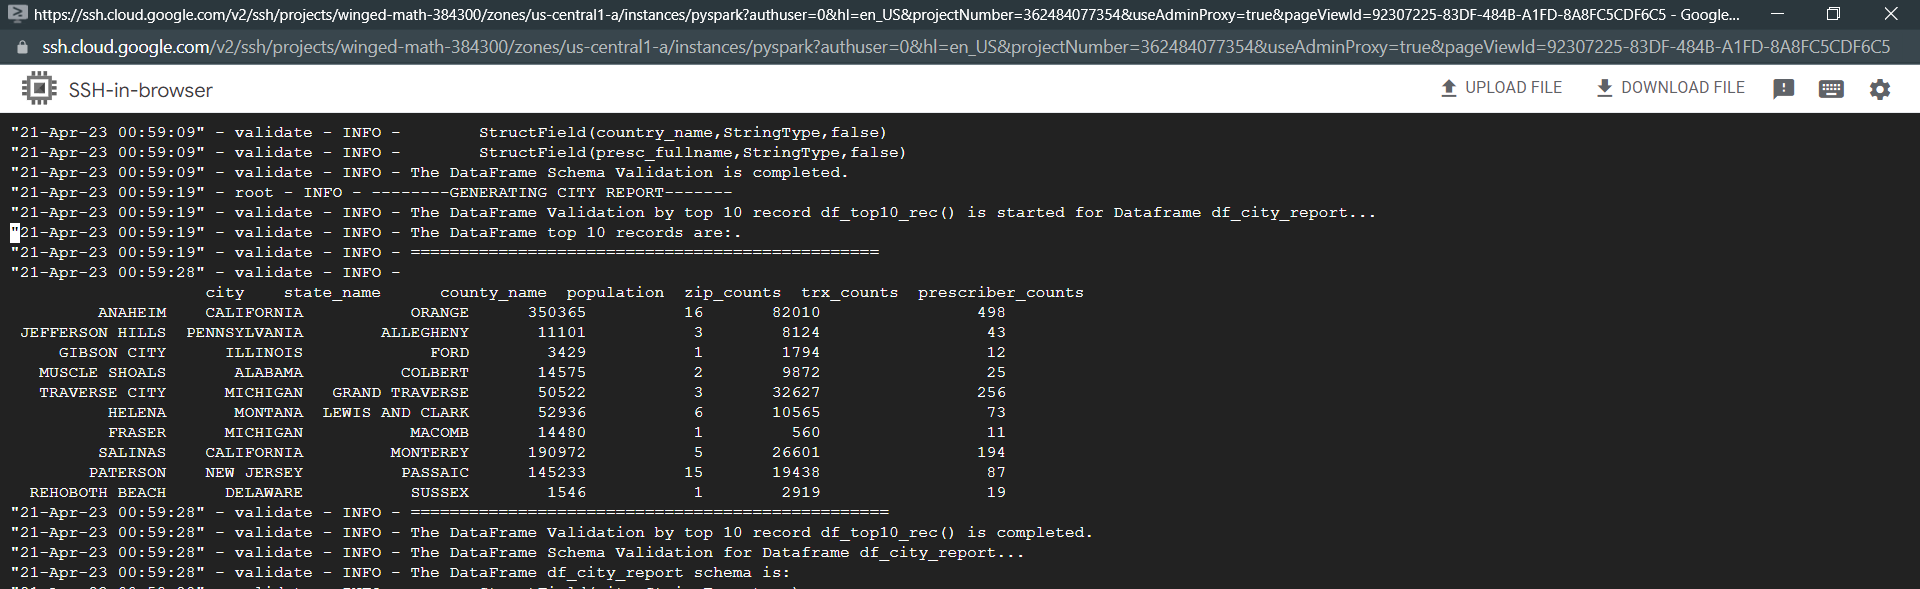 https://ssh.cloud.google.com/v2/ssh/projects/winged-math-384300/zones/us-central1-a/instances/pyspark?authuser=0&hl=en_US&projectNumber=362484077354&useAdminProxy=true&pageViewId=92307225-83DF-484B-A1FD-8A8FC5CDF6C5 - Google...
ssh.cloud.google.com/v2/ssh/projects/winged-math-384300/zones/us-central1-a/instances/pyspark?authuser=0&hl=en_US&projectNumber=362484077354&useAdminProxy=true&pageViewId=92307225-83DF-484B-A1FD-8A8FC5CDF6C5
SSH-in-browser UPLOAD FILE DOWNLOAD FILE
"21-Apr-23 00:59:09" - validate - INFO -        StructField(country_name,StringType,false)
"21-Apr-23 00:59:09" - validate - INFO -        StructField(presc_fullname,StringType,false)
"21-Apr-23 00:59:09" - validate - INFO - The DataFrame Schema Validation is completed.
"21-Apr-23 00:59:19" - root - INFO - --------GENERATING CITY REPORT-------
"21-Apr-23 00:59:19" - validate - INFO - The DataFrame Validation by top 10 record df_top10_rec() is started for Dataframe df_city_report...
"21-Apr-23 00:59:19" - validate - INFO - The DataFrame top 10 records are:.
"21-Apr-23 00:59:19" - validate - INFO - ================================================
"21-Apr-23 00:59:28" - validate - INFO -
city state_name county_name population zip_counts trx_counts prescriber_counts
ANAHEIM CALIFORNIA ORANGE 350365 16 82010 498
JEFFERSON HILLS PENNSYLVANIA ALLEGHENY 11101 3 8124 43
GIBSON CITY ILLINOIS FORD 3429 1 1794 12
MUSCLE SHOALS ALABAMA COLBERT 14575 2 9872 25
TRAVERSE CITY MICHIGAN GRAND TRAVERSE 50522 3 32627 256
HELENA MONTANA LEWIS AND CLARK 52936 6 10565 73
FRASER MICHIGAN MACOMB 14480 1 560 11
SALINAS CALIFORNIA MONTEREY 190972 5 26601 194
PATERSON NEW JERSEY PASSAIC 145233 15 19438 87
REHOBOTH BEACH DELAWARE SUSSEX 1546 1 2919 19
"21-Apr-23 00:59:28" - validate - INFO - =================================================
"21-Apr-23 00:59:28" - validate - INFO - The DataFrame Validation by top 10 record df_top10_rec() is completed.
"21-Apr-23 00:59:28" - validate - INFO - The DataFrame Schema Validation for Dataframe df_city_report...
"21-Apr-23 00:59:28" - validate - INFO - The DataFrame df_city_report schema is: